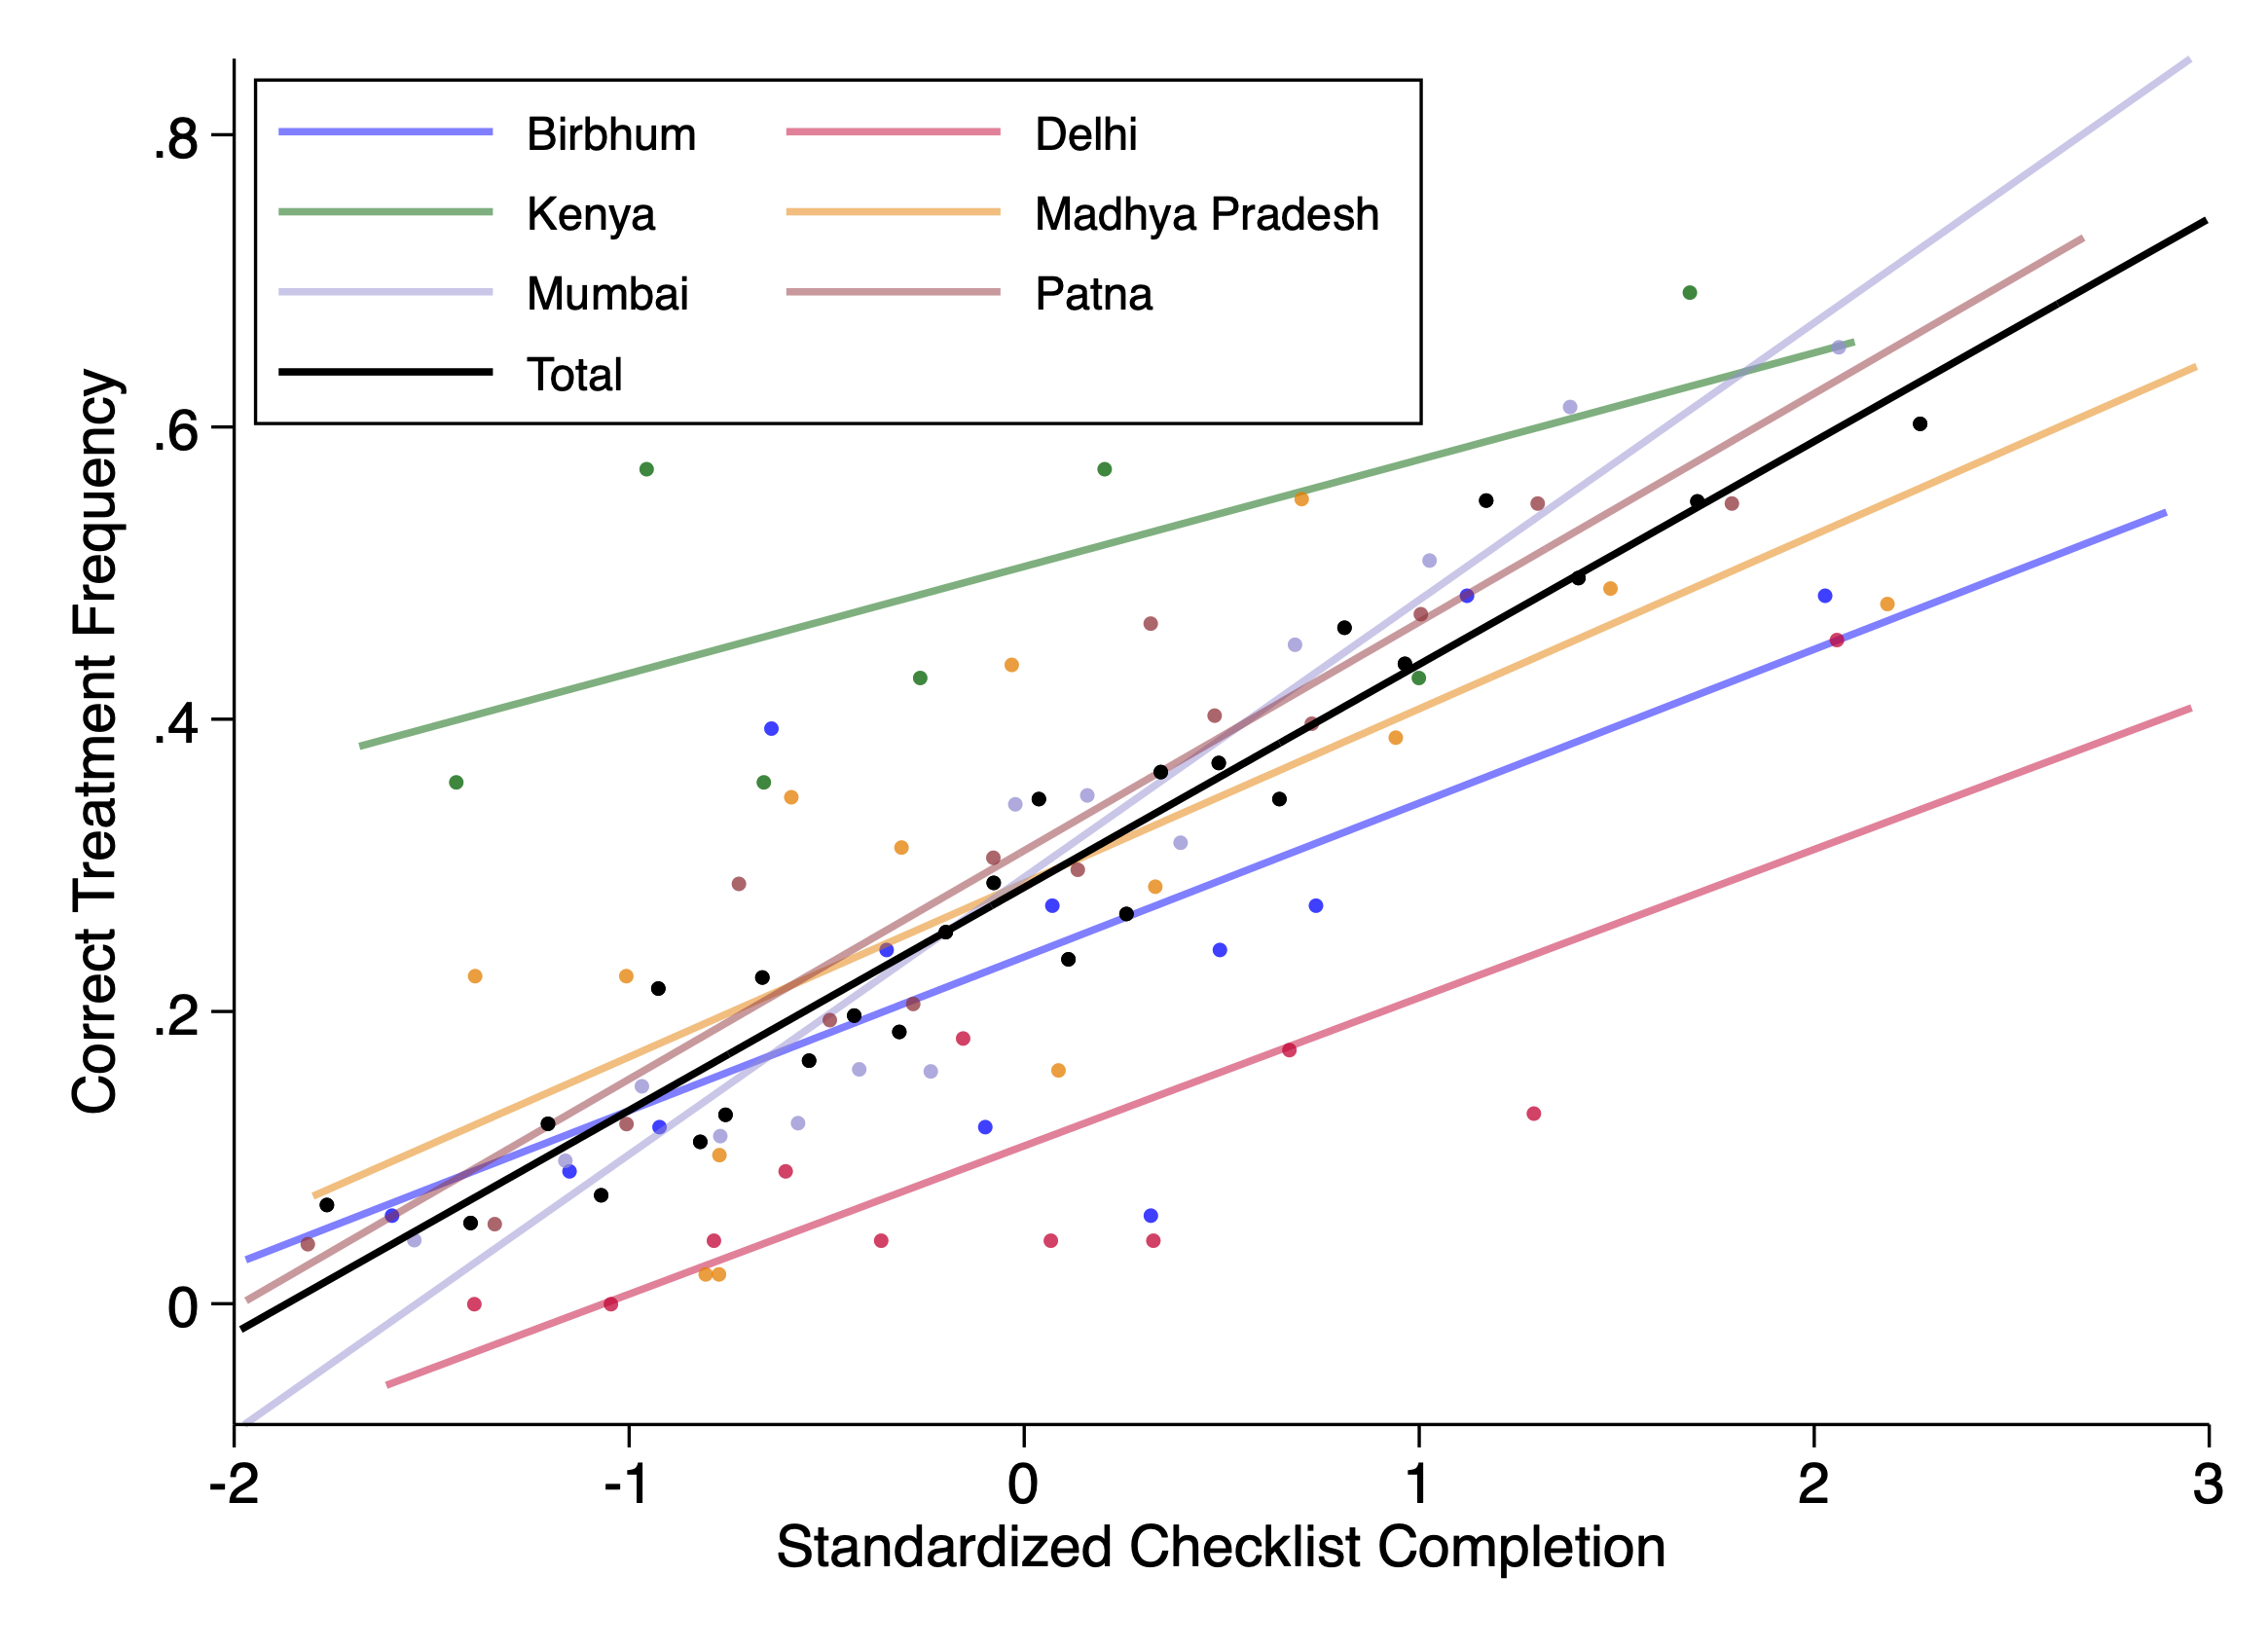 Birbhum Delhi
Kenya Madhya Pradesh
Mumbai Patna
Total
.8
.6
.4
.2
0
Correct Treatment Frequency
-2 -1 0 1 2 3
Standardized Checklist Completion